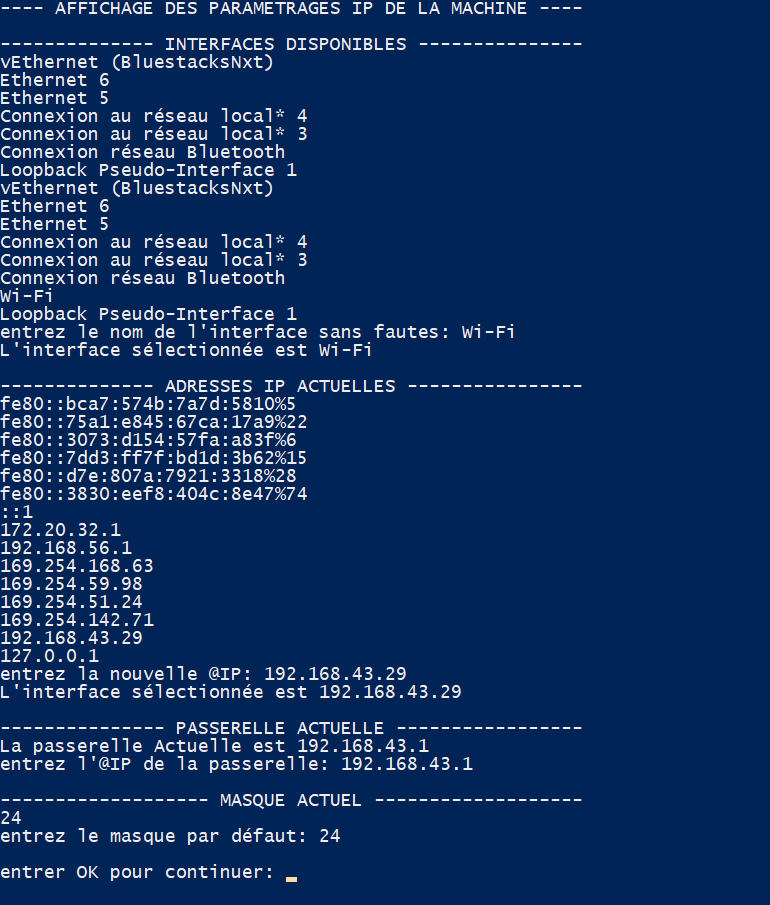 ---- AFFICHAGE DES PARAMETRAGES IP DE LA MACHINE ----
-------------- INTERFACES DISPONIBLES ---------------
vEthernet (BluestacksNxt)
Ethernet 6
Ethernet 5
Connexion au réseau local* 4
Connexion au réseau local* 3
Connexion réseau Bluetooth
Loopback Pseudo-Interface 1
vEthernet (BluestacksNxt)
Ethernet 6
Ethernet 5
Connexion au réseau local* 4
Connexion au réseau local* 3
Connexion réseau Bluetooth
Wi-Fi
Loopback Pseudo-Interface 1
entrez le nom de l'interface sans fautes: Wi-Fi
L'interface sélectionnée est Wi-Fi
-------------- ADRESSES IP ACTUELLES ----------------
fe80::bca7:574b:7a7d:5810%5
fe80::75a1:e845:67ca:17a9%22
fe80::3073:d154:57fa:a83f%6
fe80::7dd3:ff7f:bd1d:3b62%15
fe80::d7e:807a:7921:3318%28
fe80::3830:eef8:404c:8e47%74
::1
172.20.32.1
192.168.56.1
169.254.168.63
169.254.59.98
169.254.51.24
169.254.142.71
192.168.43.29
127.0.0.1
entrez la nouvelle @IP: 192.168.43.29
L'interface sélectionnée est 192.168.43.29
--------------- PASSERELLE ACTUELLE -----------------
La passerelle Actuelle est 192.168.43.1
entrez l'@IP de la passerelle: 192.168.43.1
------------------- MASQUE ACTUEL -------------------
24
entrez le masque par défaut: 24
entrer OK pour continuer: _